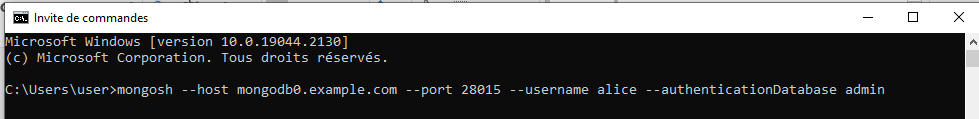 Invite de commandes
Microsoft Windows [version 10.0.19044.2130]
(c) Microsoft Corporation. Tous droits réservés.
C:\Users\user>mongosh --host mongodb0.example.com --port 28015 --username alice --authenticationDatabase admin